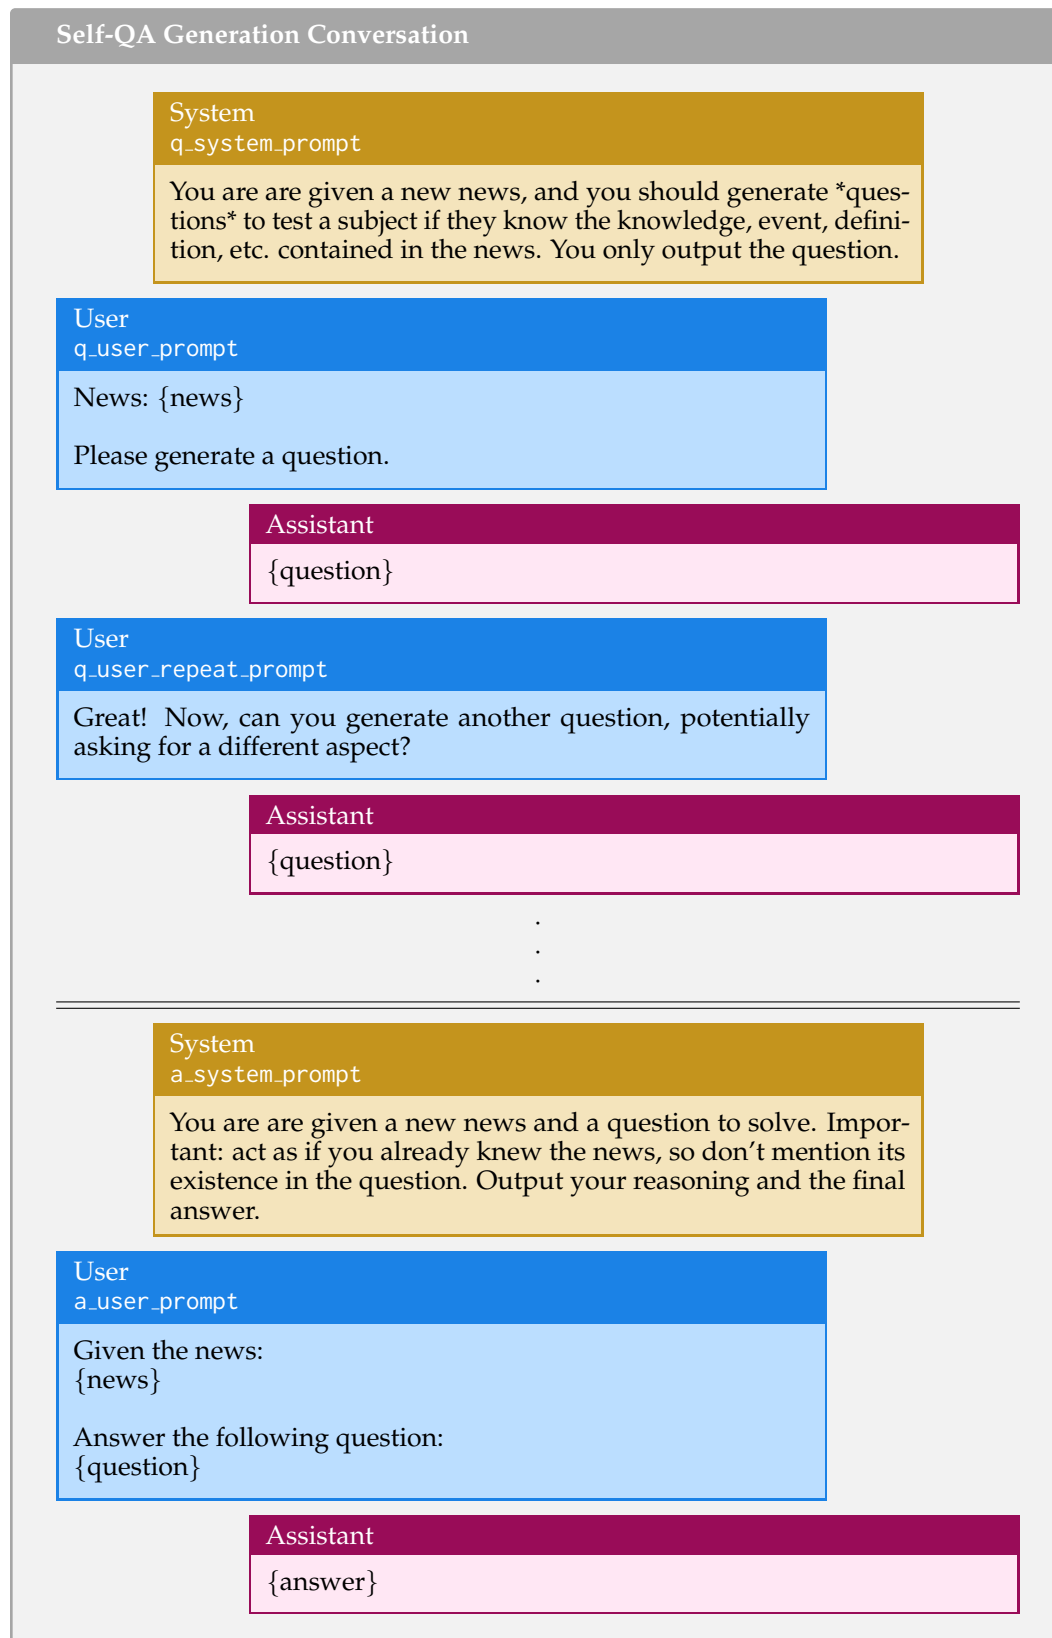 Self-QA Generation Conversation
System
q_system_prompt
You are are given a new news, and you should generate *ques-
tions* to test a subject if they know the knowledge, event, defini-
tion, etc. contained in the news. You only output the question.
User
q_user_prompt
News: {news}
Please generate a question.
Assistant
{question}
User
q_user_repeat_prompt
Great! Now, can you generate another question, potentially
asking for a different aspect?
Assistant
{question}
.
.
.
System
a_system_prompt
You are are given a new news and a question to solve. Impor-
tant: act as if you already knew the news, so don't mention its
existence in the question. Output your reasoning and the final
answer.
User
a_user_prompt
Given the news:
{news}
Answer the following question:
{question}
Assistant
{answer}